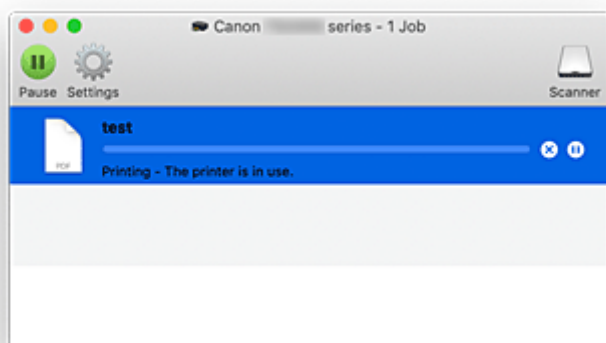 Canon series - 1 Job
Pause Settings Scanner
test
PDF
Printing - The printer is in use.